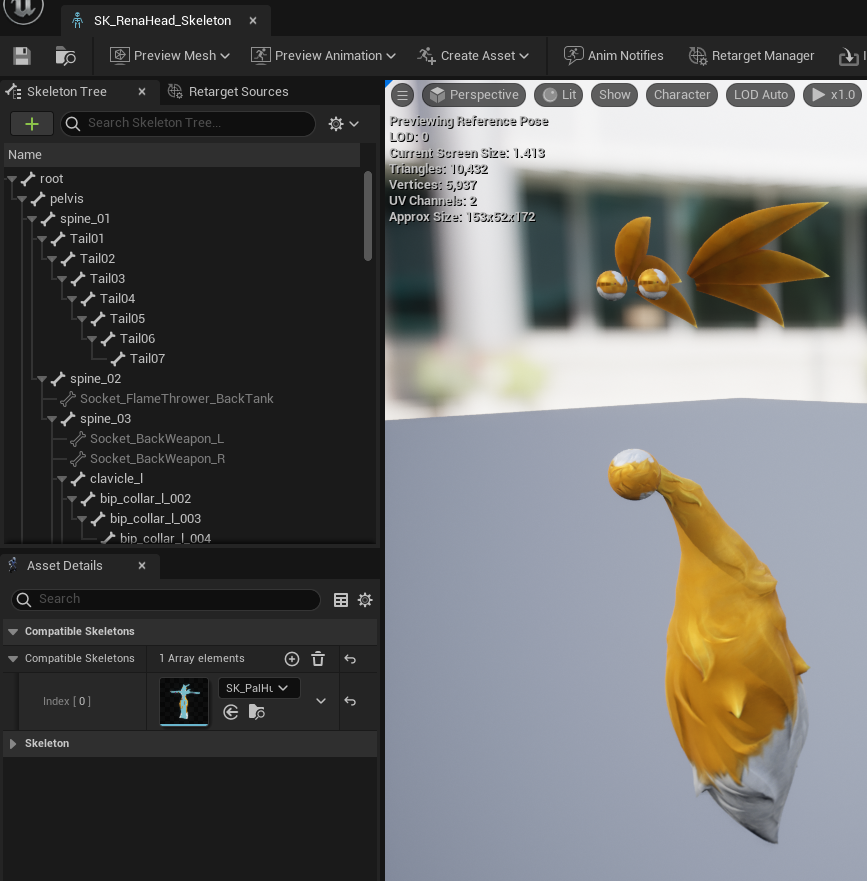 SK_RenaHead_Skeleton
Preview Mesh Preview Animation Create Asset Anim Notifies Retarget Manager
Skeleton Tree Retarget Sources
Search Skeleton Tree...
Name
root
pelvis
spine_01
Tail01
Tail02
Tail03
Tail04
Tail05
Tail06
Tail07
spine_02
Socket_FlameThrower_BackTank
spine_03
Socket_BackWeapon_L
Socket_BackWeapon_R
clavicle_l
bip_collar_l_002
bip_collar_l_003
bip_collar_l_004
Asset Details
Search
Compatible Skeletons
Compatible Skeletons 1 Array elements
Index [ 0 ] SK_PalHu
Skeleton
Perspective Lit Show Character LOD Auto x1.0
Previewing Reference Pose
LOD: 0
Current Screen Size: 1.413
Triangles: 10,432
Vertices: 5,937
UV Channels: 2
Approx Size: 153x52x172